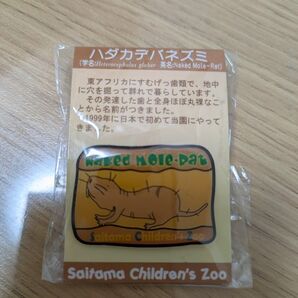 ハダカデバネズミ
(学名:Heterocephalus glaber 英名:Naked Mole-Rat)
東アフリカにすむげっ歯類で、地
中に穴を掘って群れで暮らしています。
その発達した歯と全身ほぼ丸裸なこ
とから名前がつきました。
1999年に日本で初めて当園にやって
きました。
Naked Mole-Rat
Saitama Children's Zoo
Saitama Children's Zoo